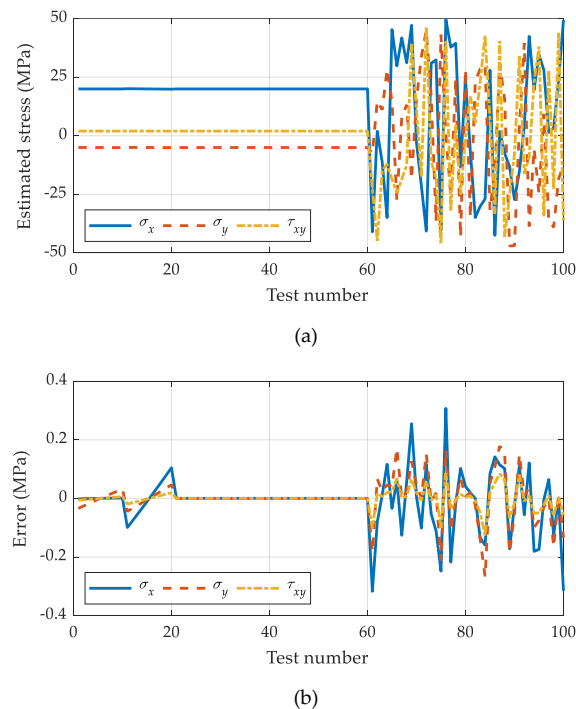 50
25
0
-25
-50
Estimated stress (MPa)
σx σy τxy
0 20 40 60 80 100
Test number
(a)
0.4
0.2
0
-0.2
-0.4
Error (MPa)
σx σy τxy
0 20 40 60 80 100
Test number
(b)